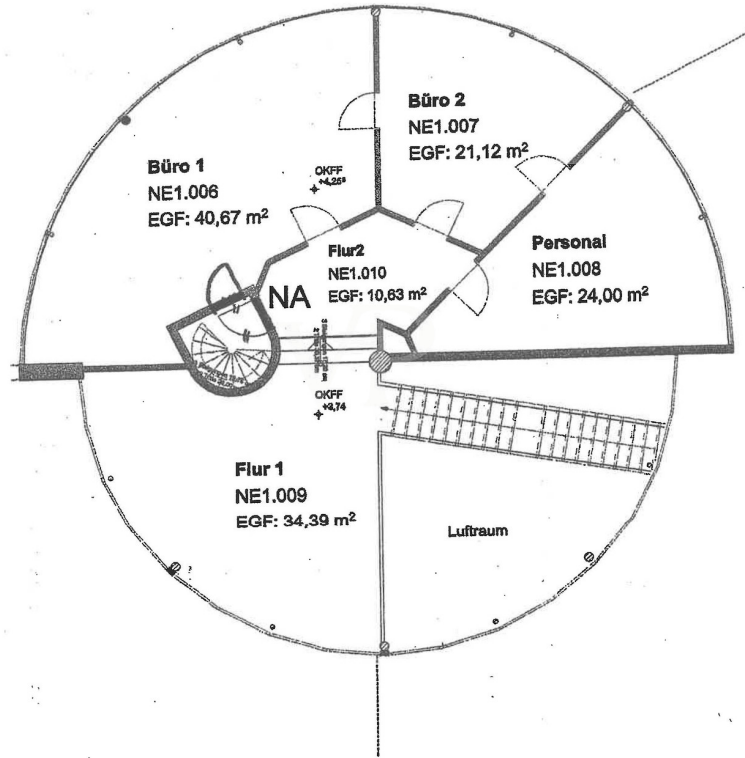 Büro 2
NE1.007
EGF: 21,12 m²
Büro 1
NE1.006
EGF: 40,67 m²
OKFF
Personal
NE1.008
EGF: 24,00 m²
Flur2
NE1.010
EGF: 10,63 m²
NA
OKFF
+3,74
Flur 1
NE1.009
EGF: 34,39 m²
Luftraum